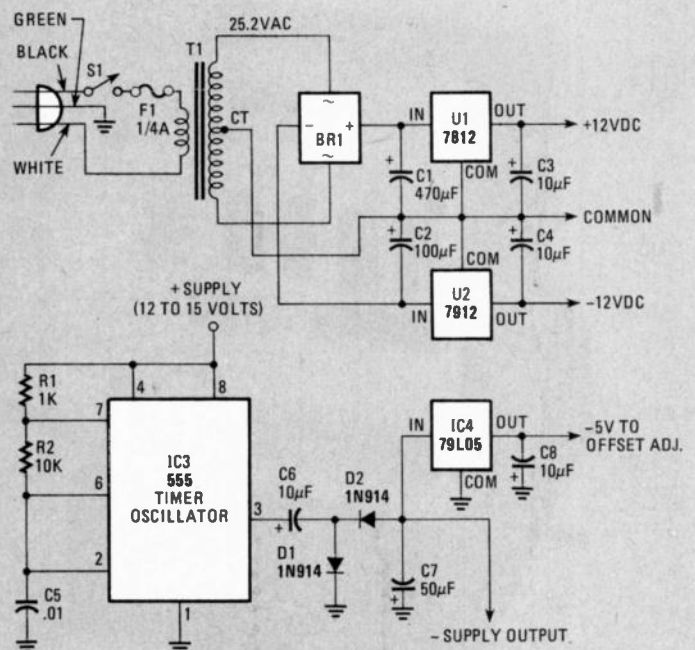 GREEN
BLACK
S1
F1
1/4A
WHITE
T1
25.2VAC
CT
~
- BR1 +
~
IN
U1
7812
OUT
COM
+12VDC
+
C1
470µF
+
C3
10µF
COMMON
+
C2
100µF
+
C4
10µF
COM
U2
7912
IN
OUT
-12VDC
+ SUPPLY
(12 TO 15 VOLTS)
R1
1K
4
8
7
R2
10K
6
IC3
555
TIMER
OSCILLATOR
3
2
1
C5
.01
C6
10µF
+
D2
1N914
D1
1N914
IN
IC4
79L05
OUT
COM
-5V TO
OFFSET ADJ.
C8
10µF
+
C7
50µF
+
- SUPPLY OUTPUT